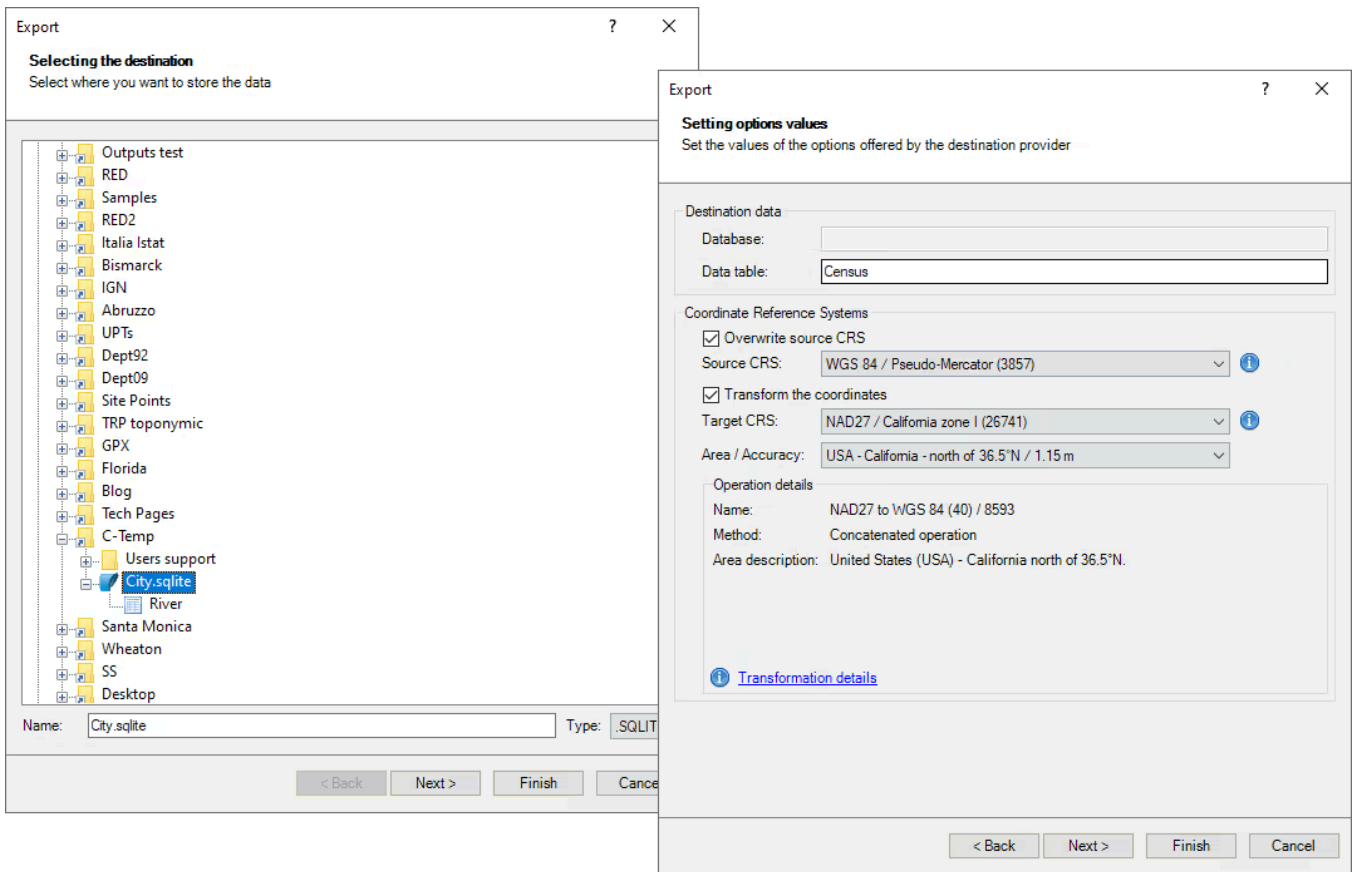 Export ? ×
Selecting the destination
Select where you want to store the data
Outputs test
RED
Samples
RED2
Italia Istat
Bismarck
IGN
Abruzzo
UPTs
Dept92
Dept09
Site Points
TRP toponymic
GPX
Florida
Blog
Tech Pages
C-Temp
Users support
City.sqlite
River
Santa Monica
Wheaton
SS
Desktop
Name: City.sqlite Type: .SQLIT
< Back Next > Finish Cance
Export ? ×
Setting options values
Set the values of the options offered by the destination provider
Destination data
Database:
Data table: Census
Coordinate Reference Systems
Overwrite source CRS
Source CRS: WGS 84 / Pseudo-Mercator (3857)
Transform the coordinates
Target CRS: NAD27 / California zone I (26741)
Area / Accuracy: USA - California - north of 36.5°N / 1.15 m
Operation details
Name: NAD27 to WGS 84 (40) / 8593
Method: Concatenated operation
Area description: United States (USA) - California north of 36.5°N.
Transformation details
< Back Next > Finish Cancel